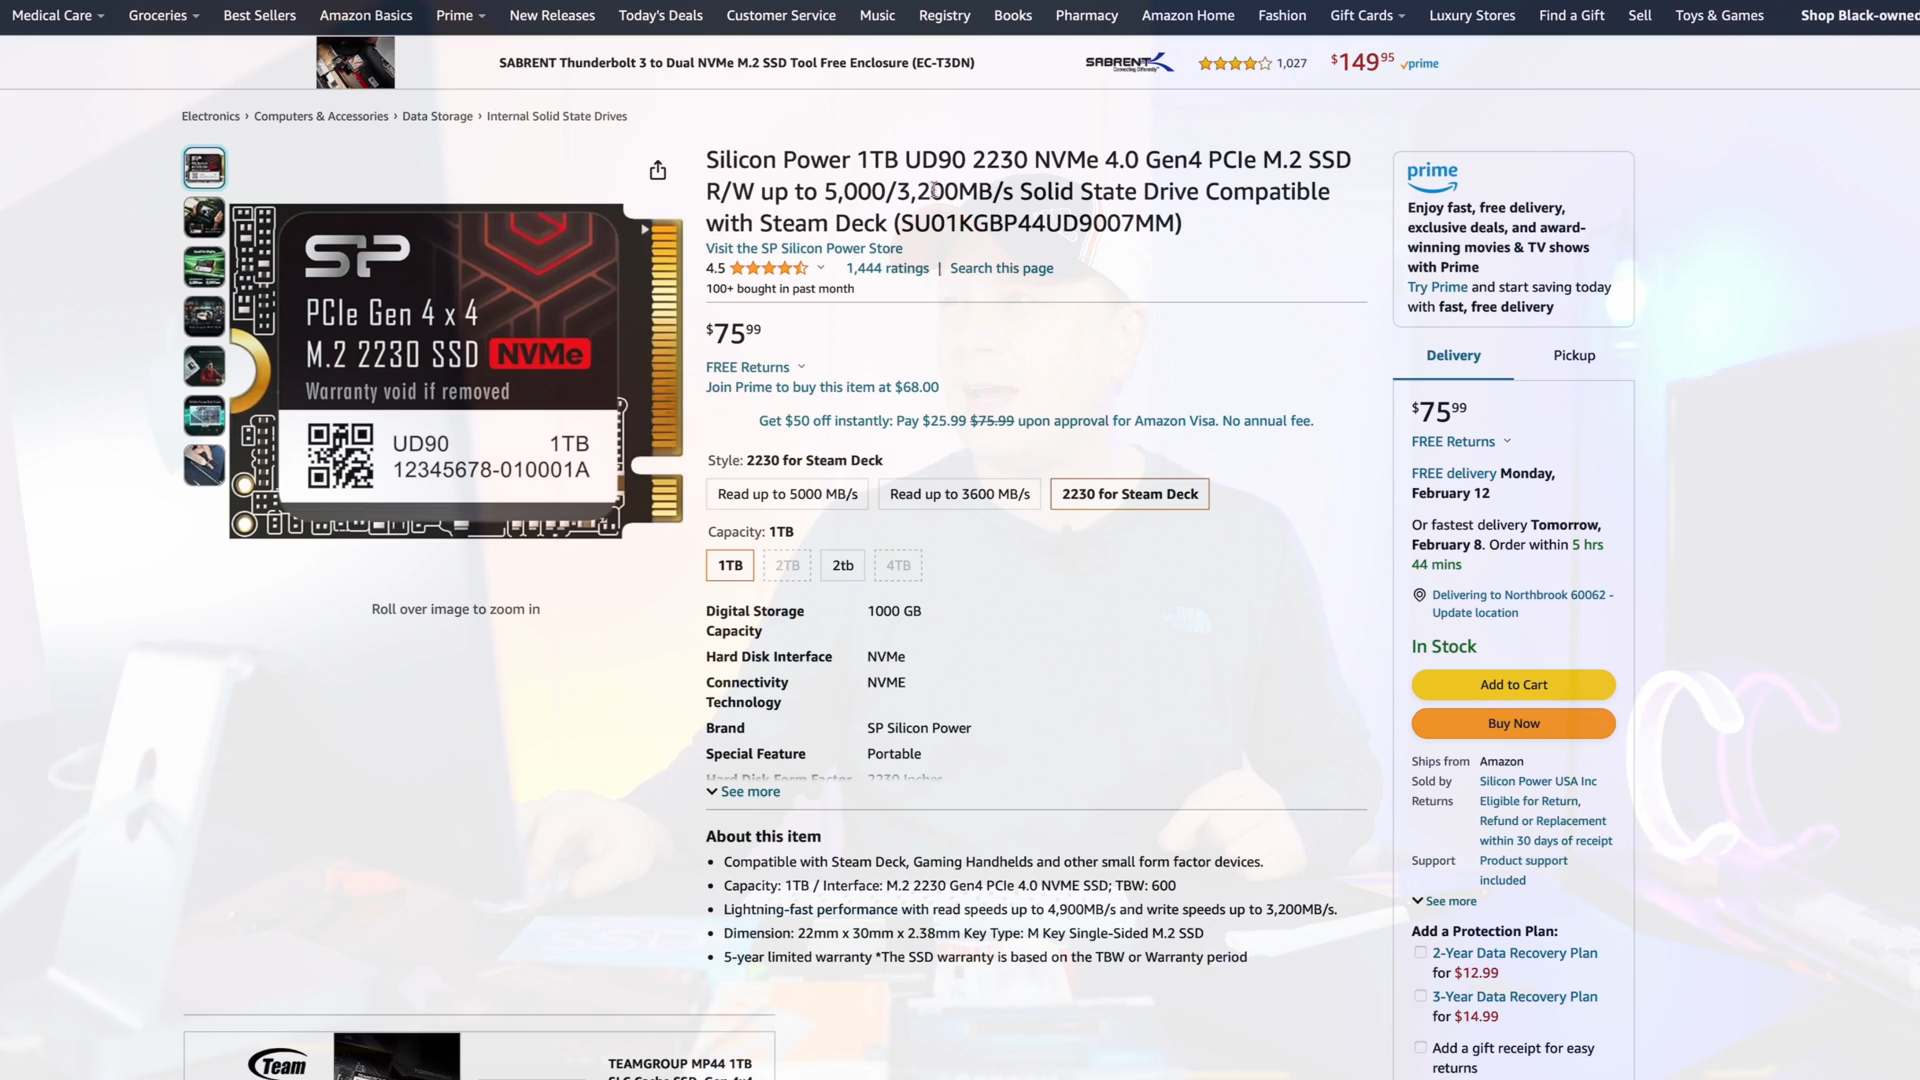 Medical Care Groceries Best Sellers Amazon Basics Prime New Releases Today's Deals Customer Service Music Registry Books Pharmacy Amazon Home Fashion Gift Cards Luxury Stores Find a Gift Sell Toys & Games Shop Black-owned
SABRENT Thunderbolt 3 to Dual NVMe M.2 SSD Tool Free Enclosure (EC-T3DN) SABRENT 1,027 $149.95 prime
Electronics › Computers & Accessories › Data Storage › Internal Solid State Drives
SP
PCIe Gen 4 x 4
M.2 2230 SSD NVMe
Warranty void if removed
UD90 1TB
12345678-010001A
Roll over image to zoom in
Silicon Power 1TB UD90 2230 NVMe 4.0 Gen4 PCIe M.2 SSD
R/W up to 5,000/3,200MB/s Solid State Drive Compatible
with Steam Deck (SU01KGBP44UD9007MM)
Visit the SP Silicon Power Store
4.5 1,444 ratings | Search this page
100+ bought in past month
$75 99
FREE Returns
Join Prime to buy this item at $68.00
Get $50 off instantly: Pay $25.99 $75.99 upon approval for Amazon Visa. No annual fee.
Style: 2230 for Steam Deck
Read up to 5000 MB/s Read up to 3600 MB/s 2230 for Steam Deck
Capacity: 1TB
1TB 2TB 2tb 4TB
Digital Storage Capacity 1000 GB
Hard Disk Interface NVMe
Connectivity Technology NVME
Brand SP Silicon Power
Special Feature Portable
Hard Disk Form Factor 2230 Inches
See more
About this item
• Compatible with Steam Deck, Gaming Handhelds and other small form factor devices.
• Capacity: 1TB / Interface: M.2 2230 Gen4 PCIe 4.0 NVME SSD; TBW: 600
• Lightning-fast performance with read speeds up to 4,900MB/s and write speeds up to 3,200MB/s.
• Dimension: 22mm x 30mm x 2.38mm Key Type: M Key Single-Sided M.2 SSD
• 5-year limited warranty *The SSD warranty is based on the TBW or Warranty period
Team
TEAMGROUP MP44 1TB
prime
Enjoy fast, free delivery,
exclusive deals, and award-
winning movies & TV shows
with Prime
Try Prime and start saving today
with fast, free delivery
Delivery Pickup
$75 99
FREE Returns
FREE delivery Monday,
February 12
Or fastest delivery Tomorrow,
February 8. Order within 5 hrs
44 mins
Delivering to Northbrook 60062 -
Update location
In Stock
Add to Cart
Buy Now
Ships from Amazon
Sold by Silicon Power USA Inc
Returns Eligible for Return,
Refund or Replacement
within 30 days of receipt
Support Product support
included
See more
Add a Protection Plan:
2-Year Data Recovery Plan
for $12.99
3-Year Data Recovery Plan
for $14.99
Add a gift receipt for easy
returns